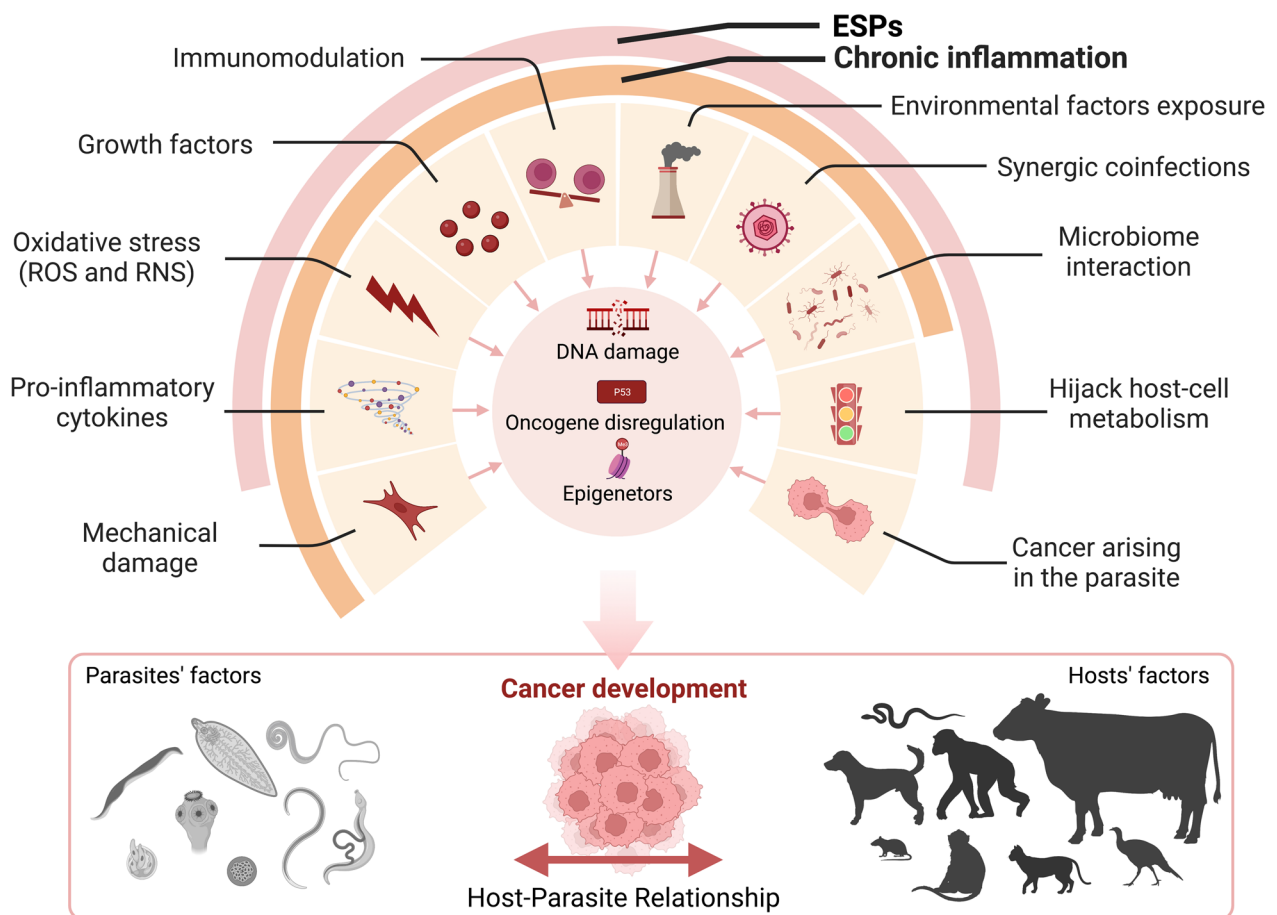 ESPs
Chronic inflammation
Immunomodulation
Environmental factors exposure
Growth factors
Synergic coinfections
Oxidative stress
(ROS and RNS)
Microbiome
interaction
Pro-inflammatory
cytokines
Hijack host-cell
metabolism
Mechanical
damage
Cancer arising
in the parasite
DNA damage
P53
Oncogene disregulation
Me3
Epigenetors
Parasites' factors
Cancer development
Hosts' factors
Host-Parasite Relationship